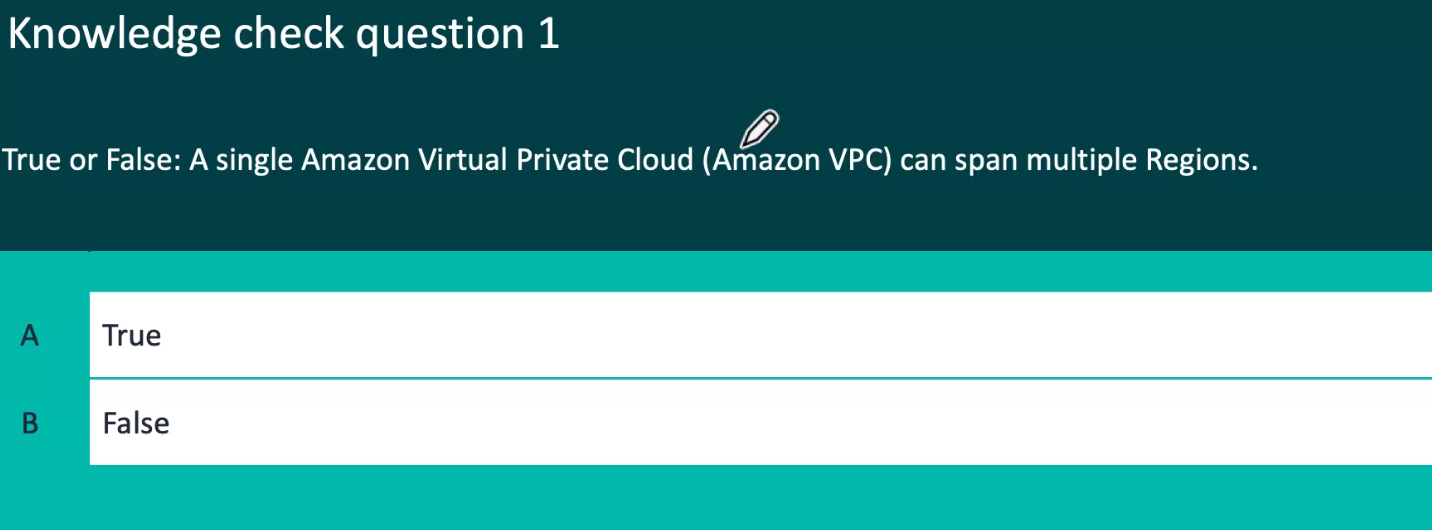 Knowledge check question 1
True or False: A single Amazon Virtual Private Cloud (Amazon VPC) can span multiple Regions.
A True
B False